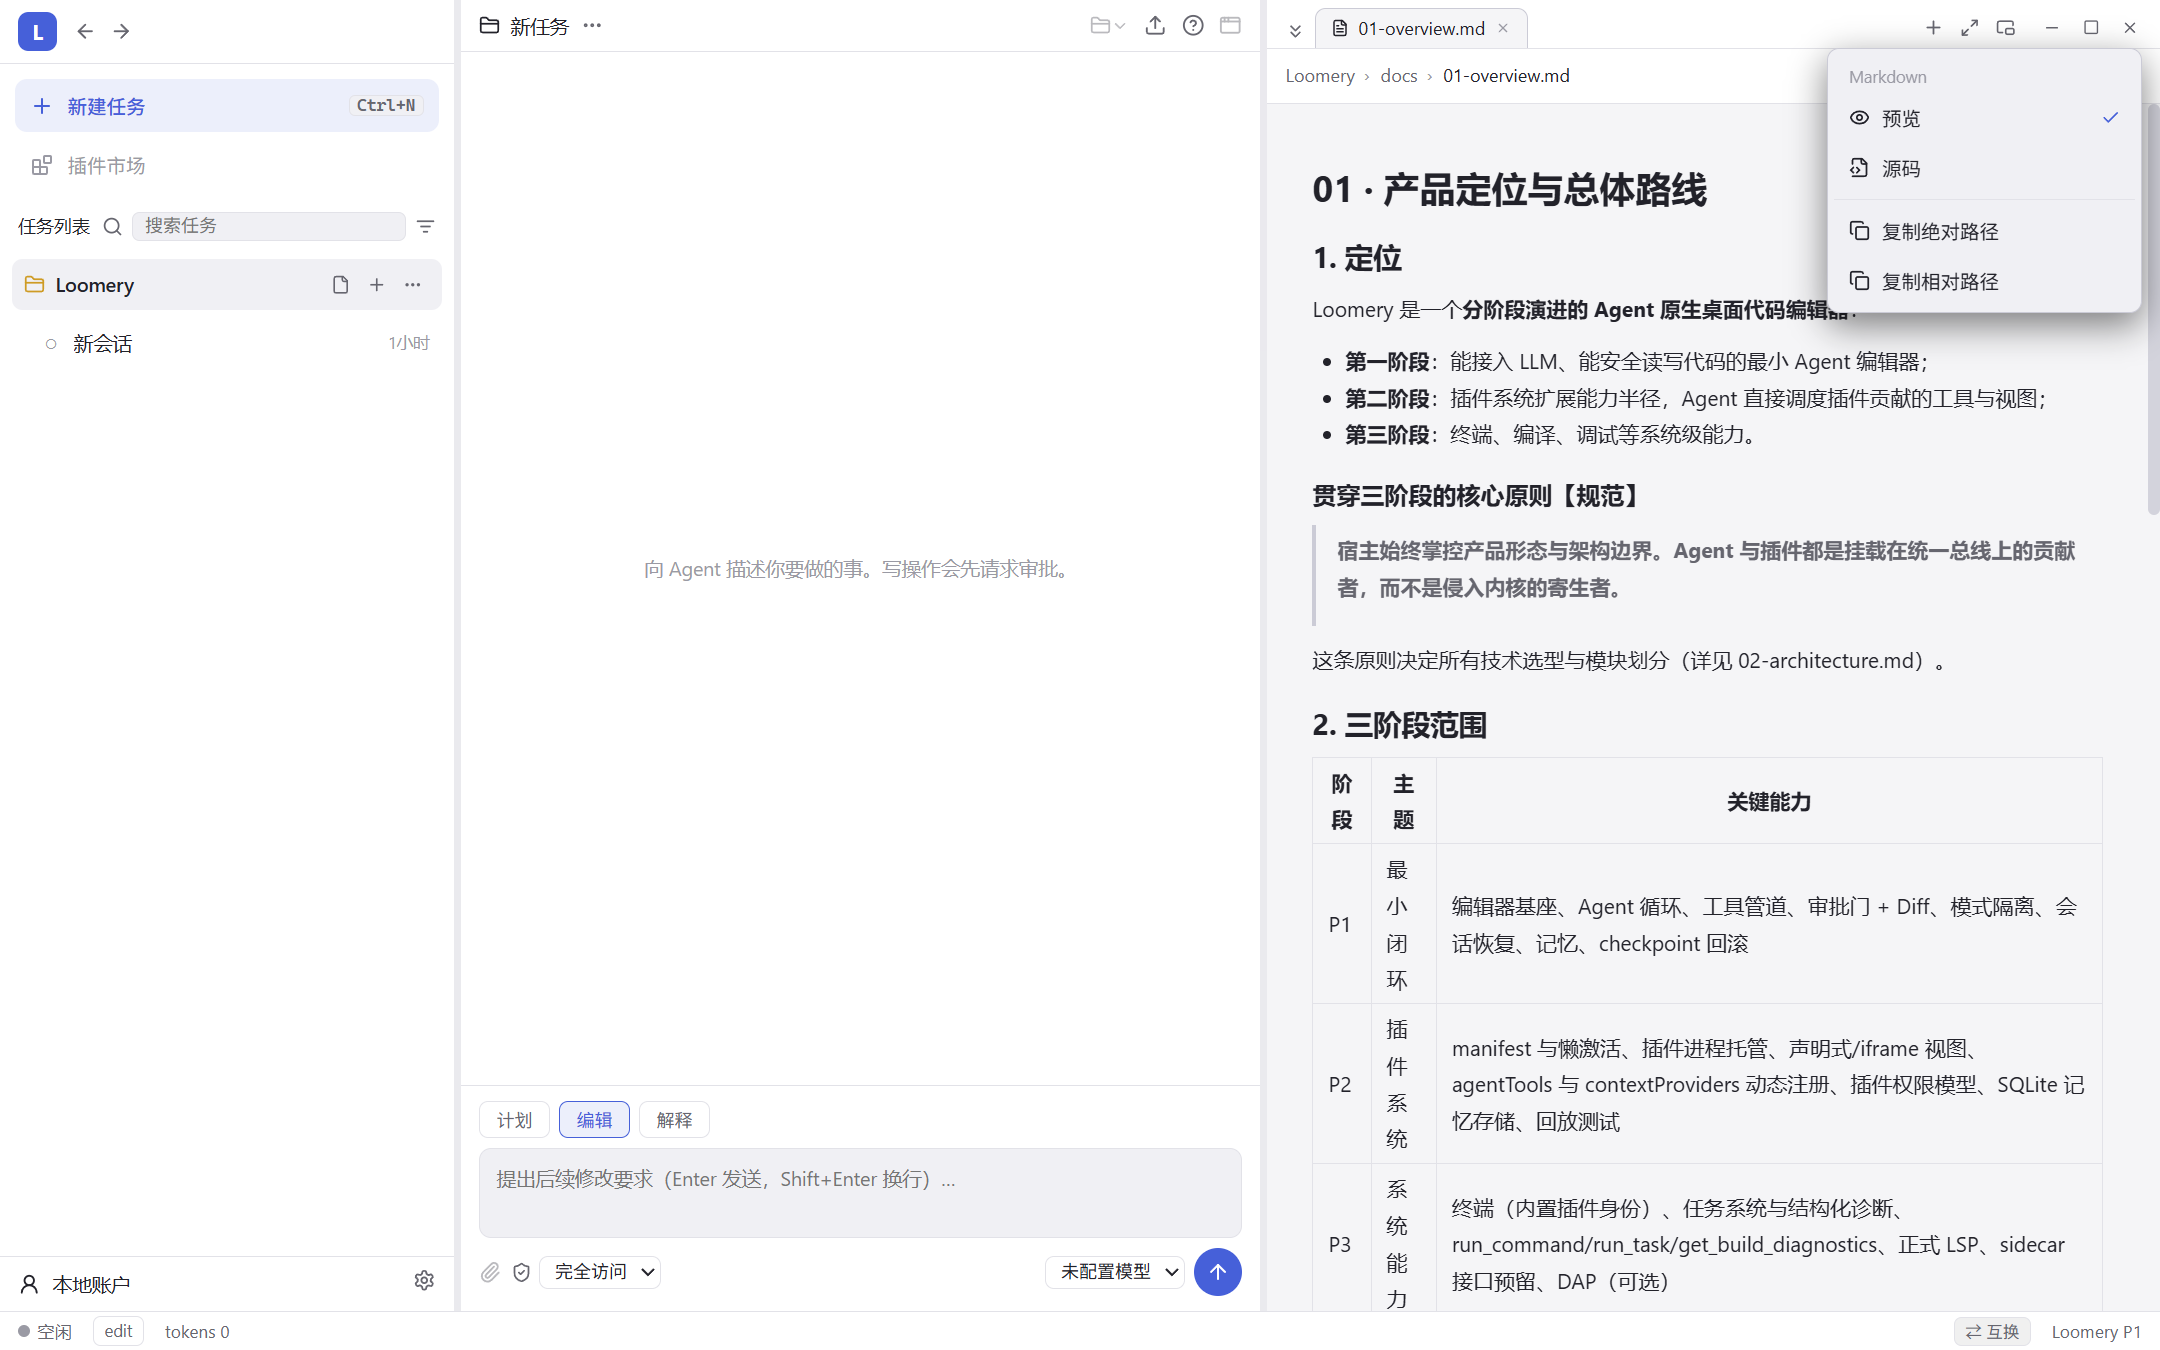 L
新建任务 Ctrl+N
插件市场
任务列表 搜索任务
Loomery
新会话 1小时
本地账户
新任务
向 Agent 描述你要做的事。写操作会先请求审批。
计划 编辑 解释
提出后续修改要求（Enter 发送，Shift+Enter 换行）...
完全访问 未配置模型
01-overview.md
Loomery › docs › 01-overview.md
Markdown
预览
源码
复制绝对路径
复制相对路径
01 · 产品定位与总体路线
1. 定位
Loomery 是一个分阶段演进的 Agent 原生桌面代码编辑器：
• 第一阶段：能接入 LLM、能安全读写代码的最小 Agent 编辑器；
• 第二阶段：插件系统扩展能力半径，Agent 直接调度插件贡献的工具与视图；
• 第三阶段：终端、编译、调试等系统级能力。
贯穿三阶段的核心原则【规范】
宿主始终掌控产品形态与架构边界。Agent 与插件都是挂载在统一总线上的贡献
者，而不是侵入内核的寄生者。
这条原则决定所有技术选型与模块划分（详见 02-architecture.md）。
2. 三阶段范围
阶段 主题 关键能力
P1 最小闭环 编辑器基座、Agent 循环、工具管道、审批门 + Diff、模式隔离、会
话恢复、记忆、checkpoint 回滚
P2 插件系统 manifest 与懒激活、插件进程托管、声明式/iframe 视图、
agentTools 与 contextProviders 动态注册、插件权限模型、SQLite 记
忆存储、回放测试
P3 系统能力 终端（内置插件身份）、任务系统与结构化诊断、
run_command/run_task/get_build_diagnostics、正式 LSP、sidecar
接口预留、DAP（可选）
空闲 edit tokens 0
互换 Loomery P1